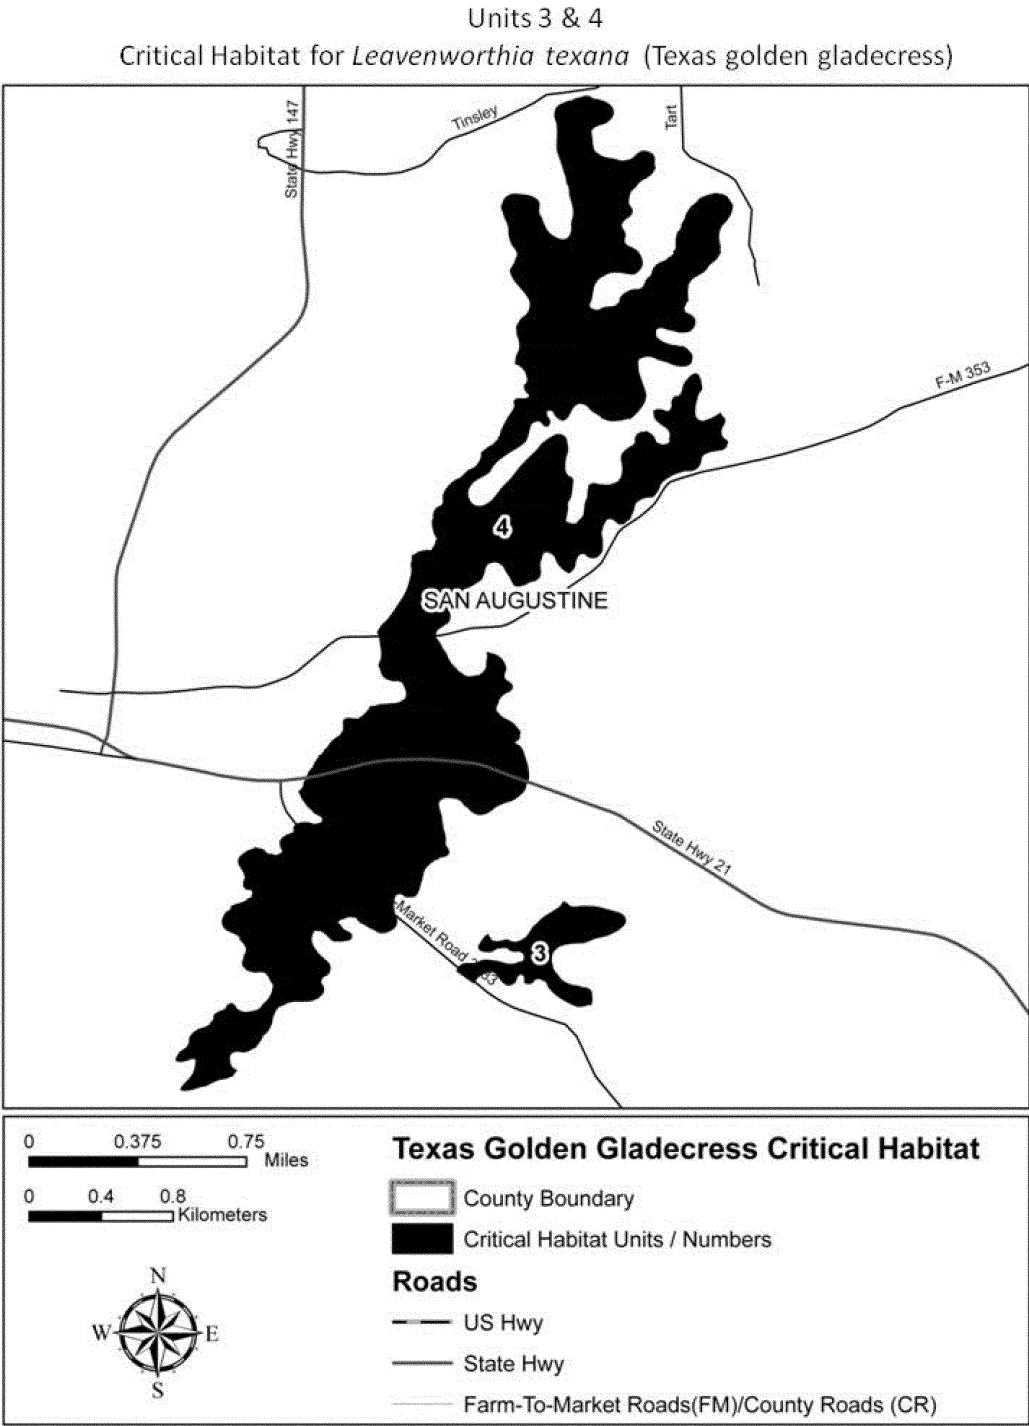 Units 3 & 4
Critical Habitat for Leavenworthia texana (Texas golden gladecress)
State Hwy 147
Tinsley
Tart
F-M 353
4
SAN AUGUSTINE
State Hwy 21
-Market Road
3
0 0.375 0.75
Miles
0 0.4 0.8
Kilometers
N
W E
S
Texas Golden Gladecress Critical Habitat
County Boundary
Critical Habitat Units / Numbers
Roads
US Hwy
State Hwy
Farm-To-Market Roads(FM)/County Roads (CR)